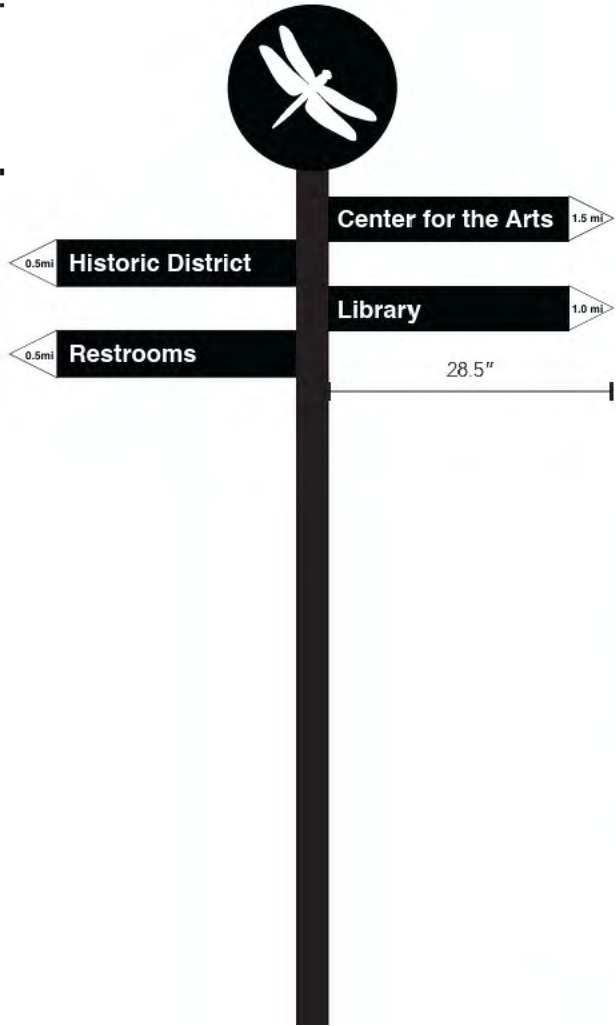 Center for the Arts 1.5 mi
0.5mi Historic District
Library 1.0 mi
0.5mi Restrooms
28.5"